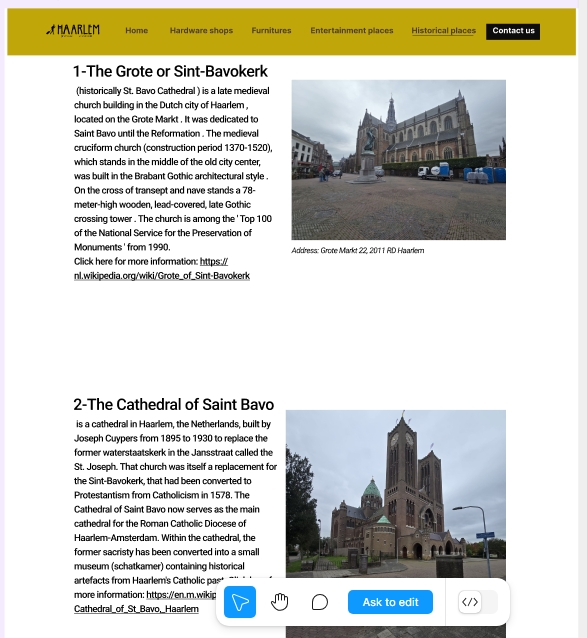 HAARLEM
Home
Hardware shops
Furnitures
Entertainment places
Historical places
Contact us
1-The Grote or Sint-Bavokerk
(historically St. Bavo Cathedral ) is a late medieval
church building in the Dutch city of Haarlem ,
located on the Grote Markt . It was dedicated to
Saint Bavo until the Reformation . The medieval
cruciform church (construction period 1370-1520),
which stands in the middle of the old city center,
was built in the Brabant Gothic architectural style .
On the cross of transept and nave stands a 78-
meter-high wooden, lead-covered, late Gothic
crossing tower . The church is among the ' Top 100
of the National Service for the Preservation of
Monuments ' from 1990.
Click here for more information: https://
nl.wikipedia.org/wiki/Grote_of_Sint-Bavokerk
Address: Grote Markt 22, 2011 RD Haarlem
2-The Cathedral of Saint Bavo
is a cathedral in Haarlem, the Netherlands, built by
Joseph Cuypers from 1895 to 1930 to replace the
former waterstaatskerk in the Jansstraat called the
St. Joseph. That church was itself a replacement for
the Sint-Bavokerk, that had been converted to
Protestantism from Catholicism in 1578. The
Cathedral of Saint Bavo now serves as the main
cathedral for the Roman Catholic Diocese of
Haarlem-Amsterdam. Within the cathedral, the
former sacristy has been converted into a small
museum (schatkamer) containing historical
artefacts from Haarlem's Catholic past.
more information: https://en.m.wikip
Cathedral_of_St_Bavo,_Haarlem
Ask to edit